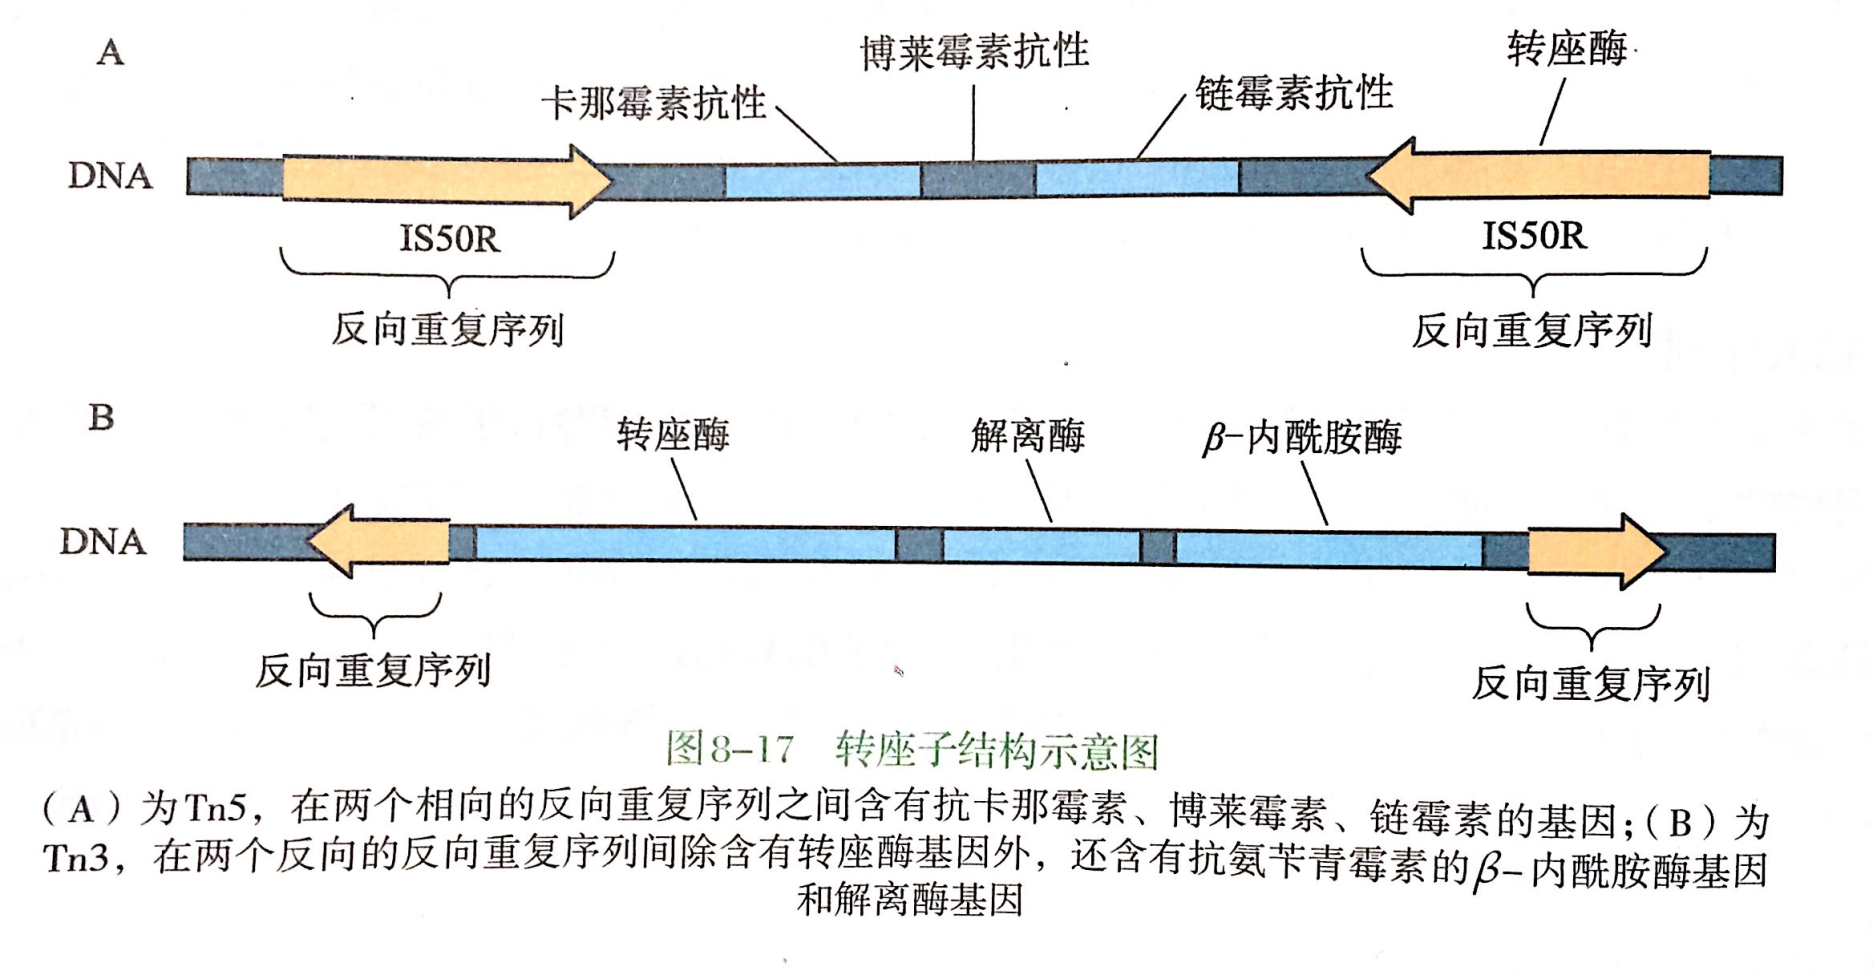 A
博莱霉素抗性
转座酶
卡那霉素抗性
链霉素抗性
DNA
IS50R
IS50R
反向重复序列
反向重复序列
B
转座酶
解离酶
β-内酰胺酶
DNA
反向重复序列
反向重复序列
图8-17 转座子结构示意图
(A)为Tn5，在两个相向的反向重复序列之间含有抗卡那霉素、博莱霉素、链霉素的基因;(B)为
Tn3，在两个反向的反向重复序列间除含有转座酶基因外，还含有抗氨苄青霉素的β-内酰胺酶基因
和解离酶基因